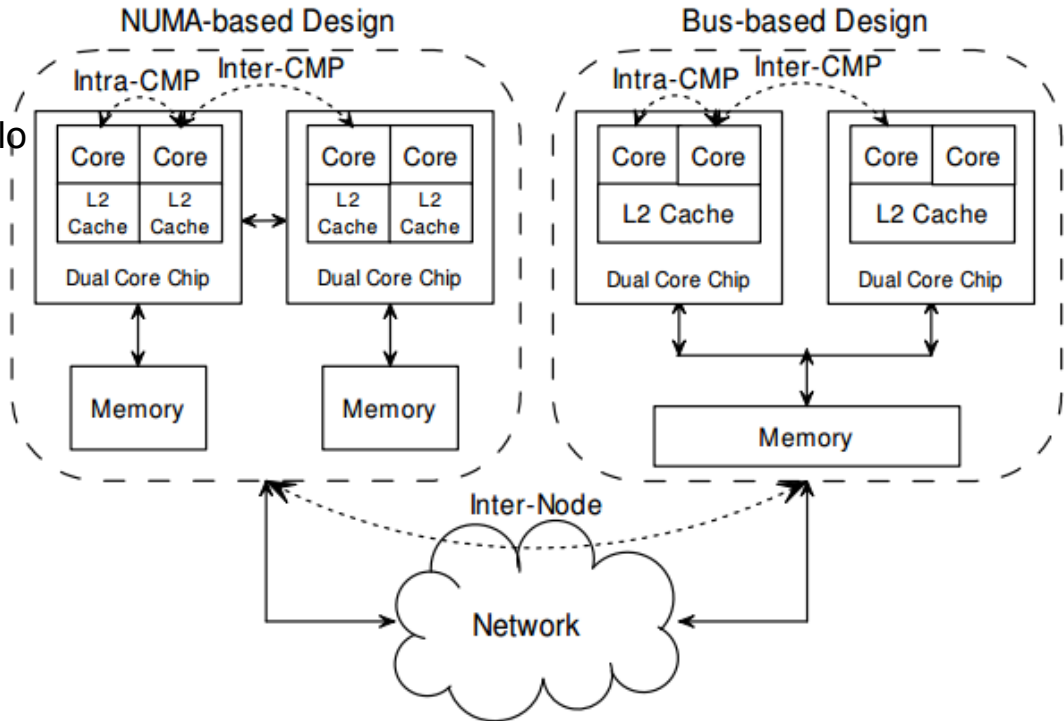 NUMA-based Design
Bus-based Design
Intra-CMP
Inter-CMP
Intra-CMP
Inter-CMP
lo
Core Core
Core Core
Core Core
Core Core
L2 Cache
L2 Cache
L2 Cache
L2 Cache
L2 Cache
L2 Cache
Dual Core Chip
Dual Core Chip
Dual Core Chip
Dual Core Chip
Memory
Memory
Memory
Inter-Node
Network